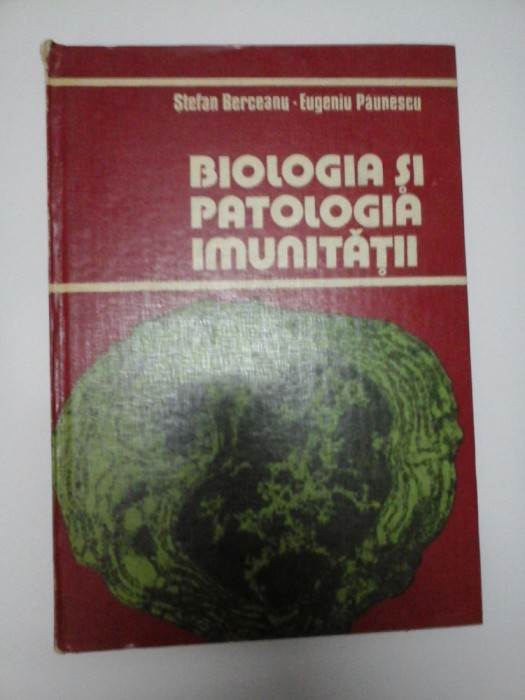 Ștefan Berceanu • Eugeniu Păunescu
BIOLOGIA ȘI
PATOLOGIA
IMUNITĂȚII